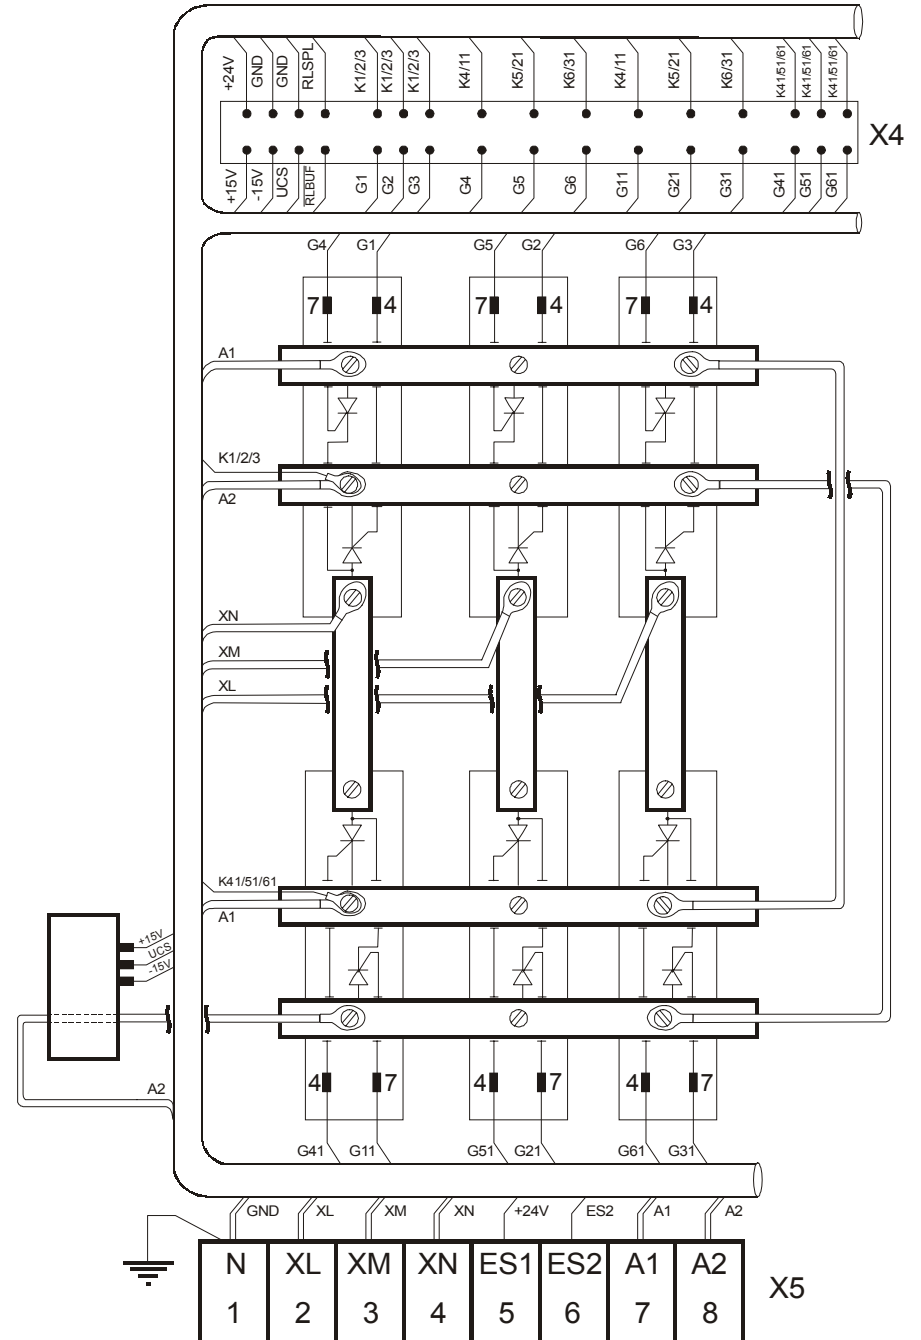 +24V GND GND RLSPL K1/2/3 K1/2/3 K1/2/3 K4/11 K5/21 K6/31 K4/11 K5/21 K6/31 K41/51/61 K41/51/61 K41/51/61
X4
+15V -15V UCS RLBUF G1 G2 G3 G4 G5 G6 G11 G21 G31 G41 G51 G61
G4 G1 G5 G2 G6 G3
7 4 7 4 7 4
A1
K1/2/3
A2
XN
XM
XL
K41/51/61
A1
+15V
UCS
-15V
A2
4 7 4 7 4 7
G41 G11 G51 G21 G61 G31
GND XL XM XN +24V ES2 A1 A2
N XL XM XN ES1 ES2 A1 A2
X5
1 2 3 4 5 6 7 8